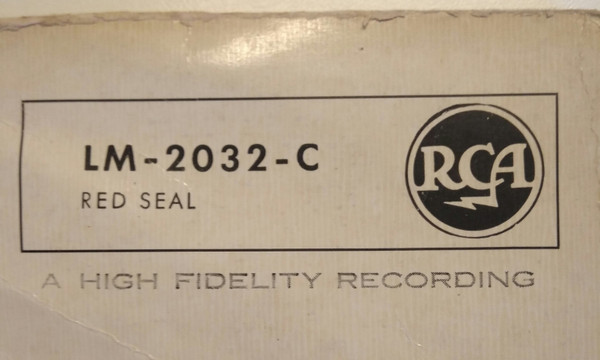 LM-2032-C
RED SEAL
RCA
A HIGH FIDELITY RECORDING